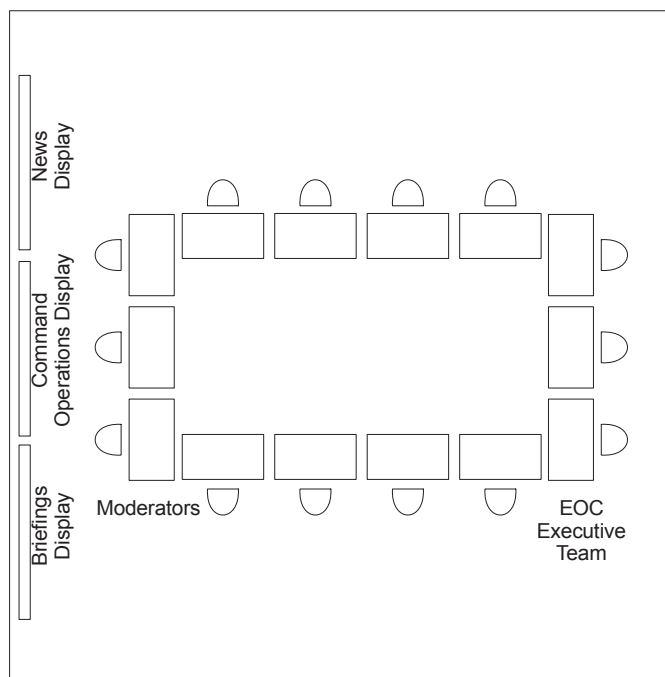 News
Display
Command
Operations Display
Briefings
Display
Moderators
EOC
Executive
Team